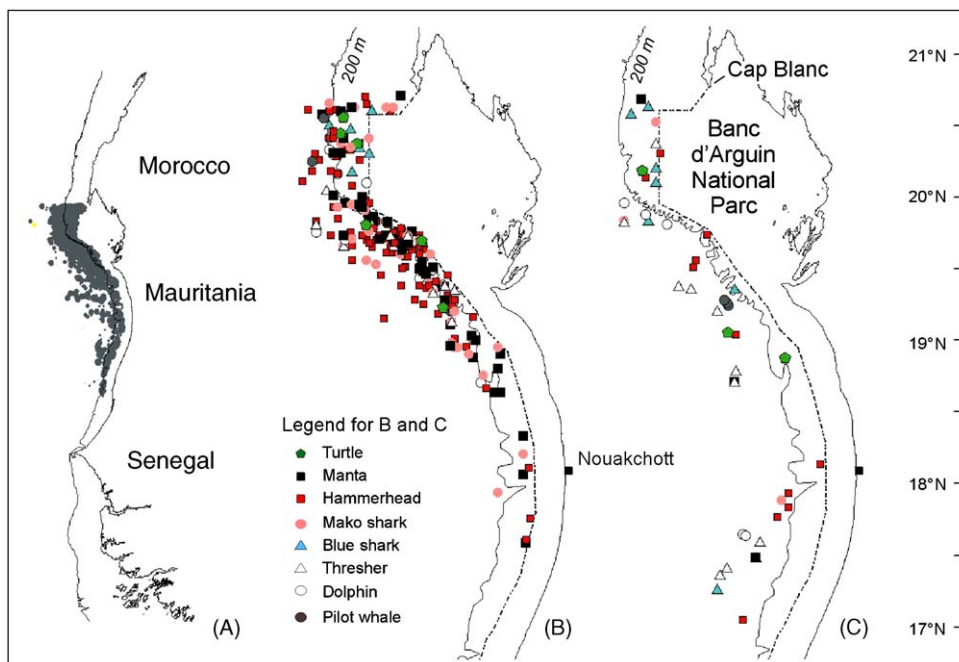 200 m
200 m
21°N
Cap Blanc
Banc
d'Arguin
National
Parc
Morocco
20°N
Mauritania
19°N
Legend for B and C
Turtle
Manta
Hammerhead
Mako shark
Blue shark
Thresher
Dolphin
Pilot whale
Senegal
Nouakchott
18°N
(A)
(B)
(C)
17°N